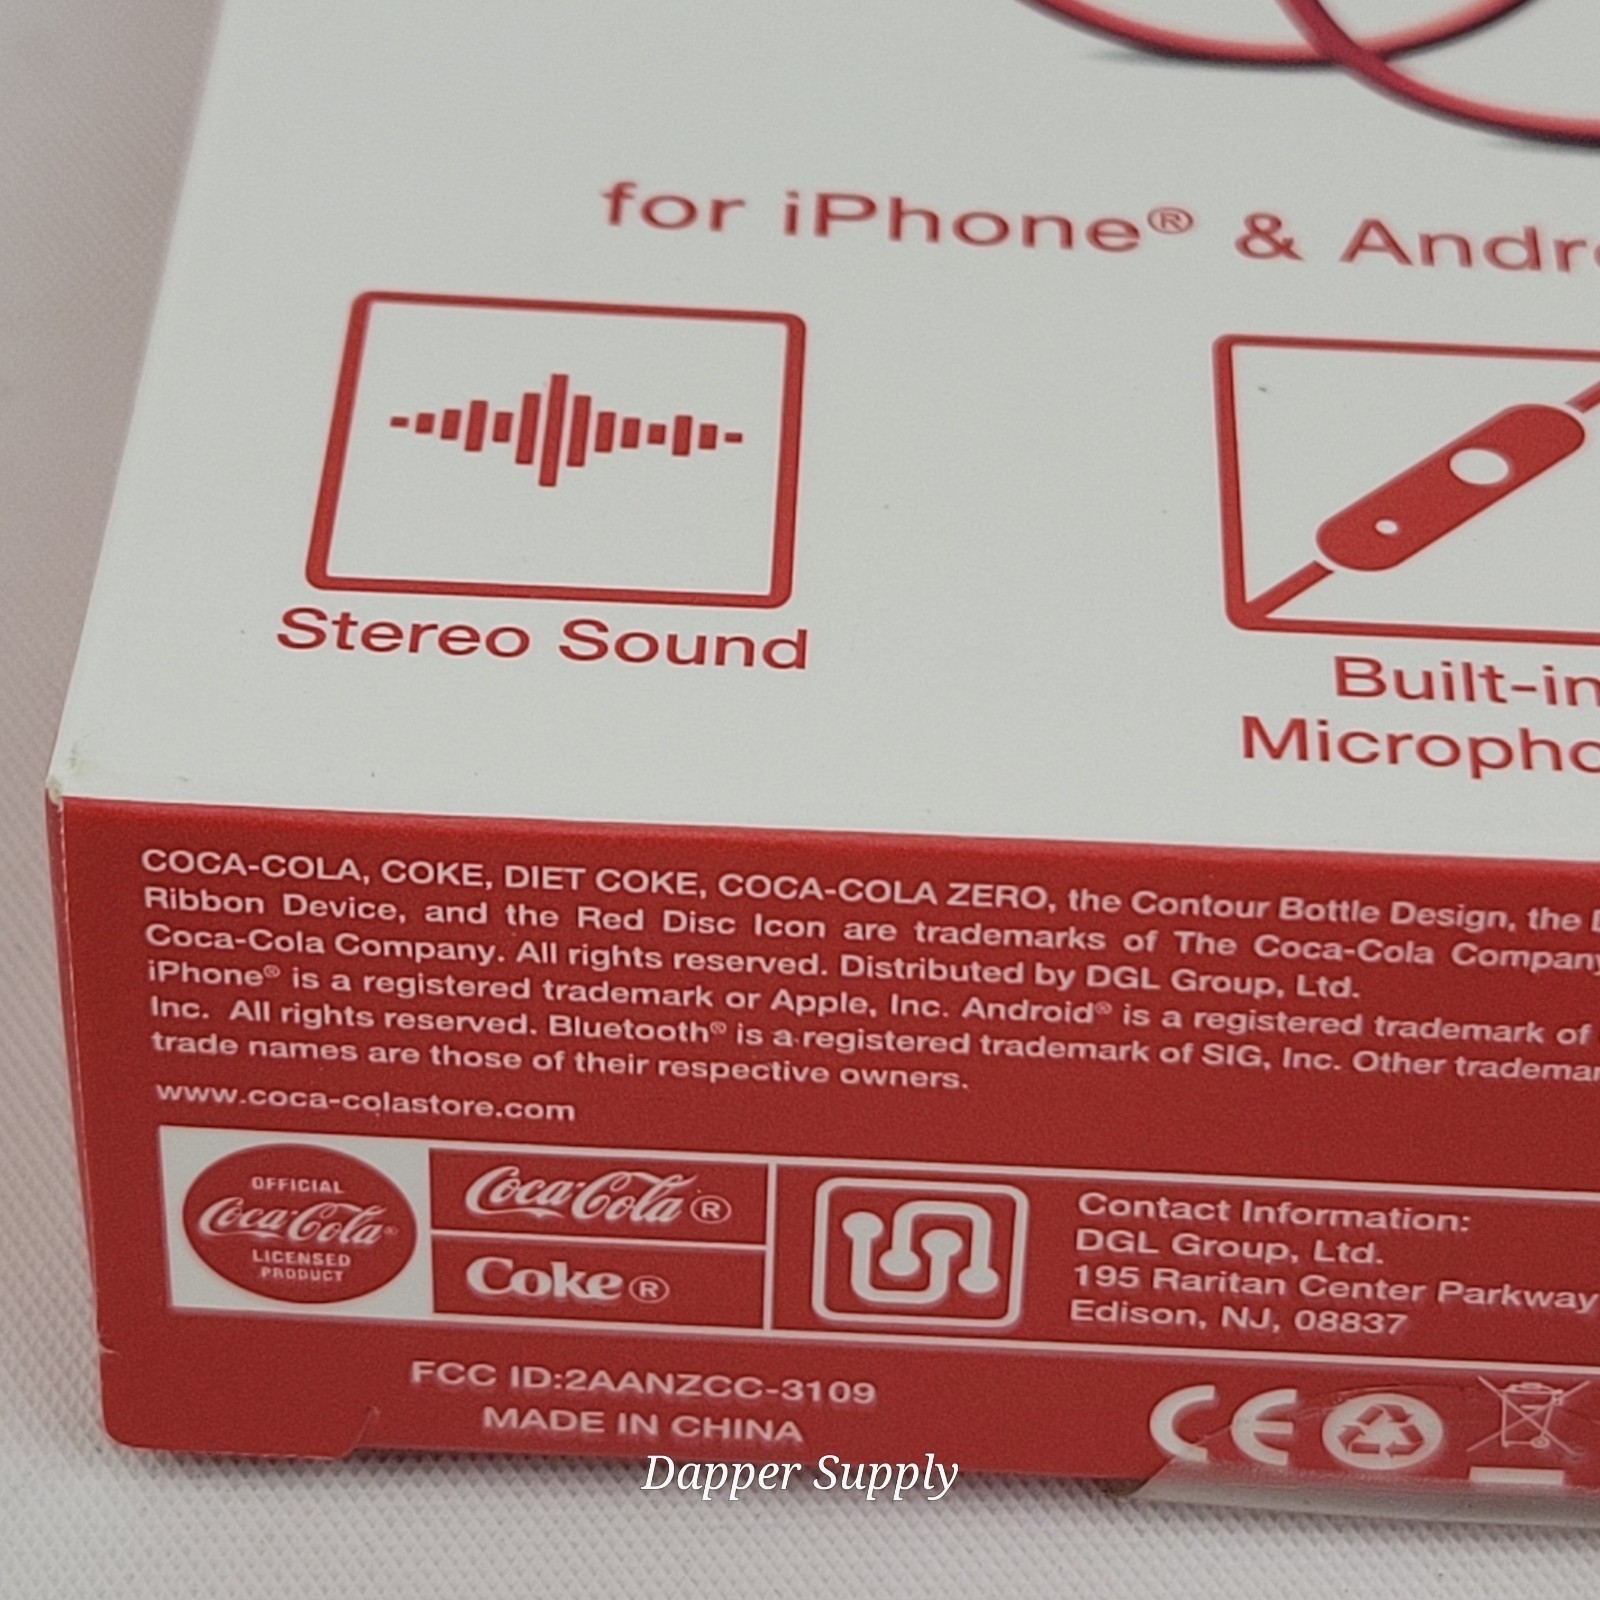 for iPhone® &
Stereo Sound
Built-in
COCA-COLA, COKE, DIET COKE, COCA-COLA ZERO, the Contour Bottle Design, the
Ribbon Device, and the Red Disc Icon are trademarks of The Coca-Cola Company
Coca-Cola Company. All rights reserved. Distributed by DGL Group, Ltd.
iPhone® is a registered trademark or Apple, Inc. Android® is a registered trademark of
Inc. All rights reserved. Bluetooth® is a registered trademark of SIG, Inc. Other
trade names are those of their respective owners.
www.coca-colastore.com
OFFICIAL
Coca-Cola®
LICENSED
PRODUCT
Coca-Cola®
Coke®
Contact Information:
DGL Group, Ltd.
195 Raritan Center Parkway
Edison, NJ, 08837
FCC ID:2AANZCC-3109
MADE IN CHINA
CE
Dapper Supply